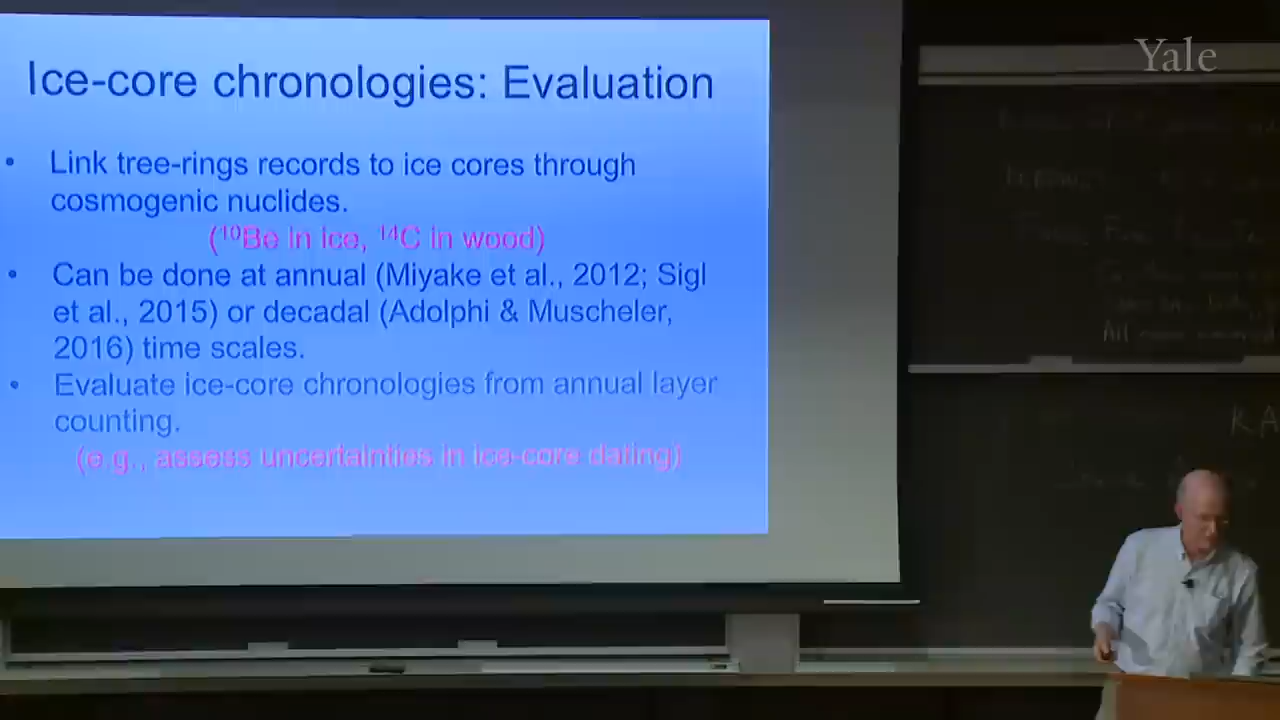 Yale
Ice-core chronologies: Evaluation
• Link tree-rings records to ice cores through
cosmogenic nuclides.
(¹⁰Be in ice, ¹⁴C in wood)
• Can be done at annual (Miyake et al., 2012; Sigl
et al., 2015) or decadal (Adolphi & Muscheler,
2016) time scales.
• Evaluate ice-core chronologies from annual layer
counting.
(e.g., assess uncertainties in ice-core dating)